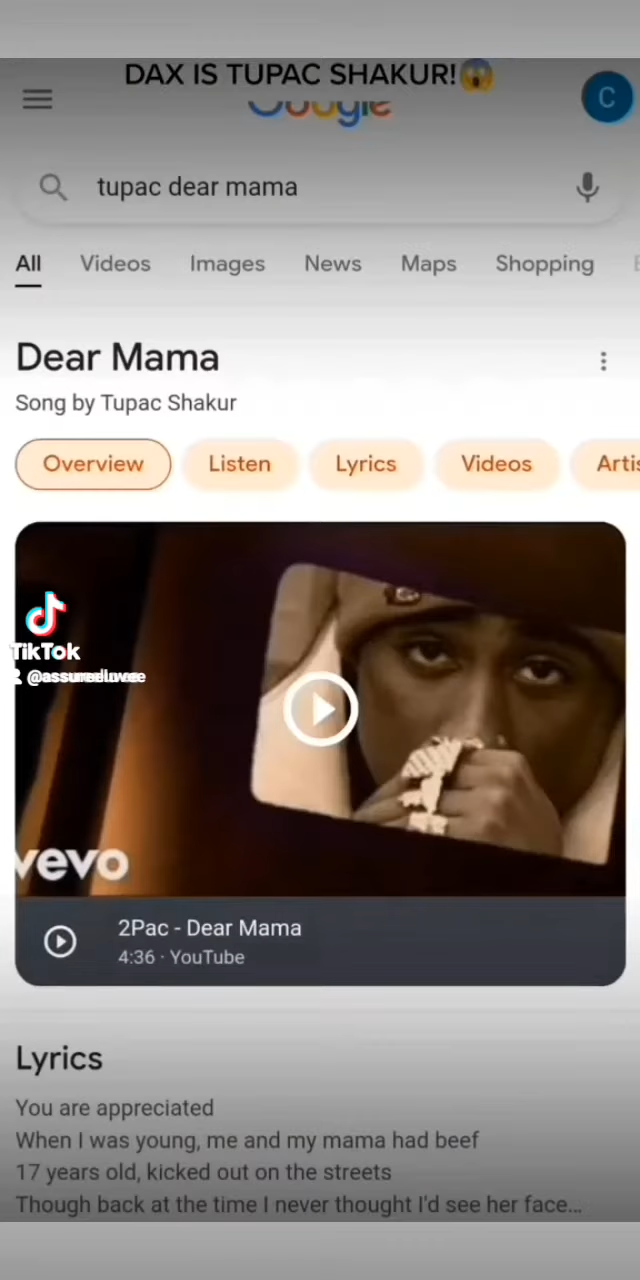 DAX IS TUPAC SHAKUR!😱
Google
C
tupac dear mama
All Videos Images News Maps Shopping
Dear Mama
Song by Tupac Shakur
Overview Listen Lyrics Videos Artis
TikTok
vevo
2Pac - Dear Mama
4:36 · YouTube
Lyrics
You are appreciated
When I was young, me and my mama had beef
17 years old, kicked out on the streets
Though back at the time I never thought I'd see her face...